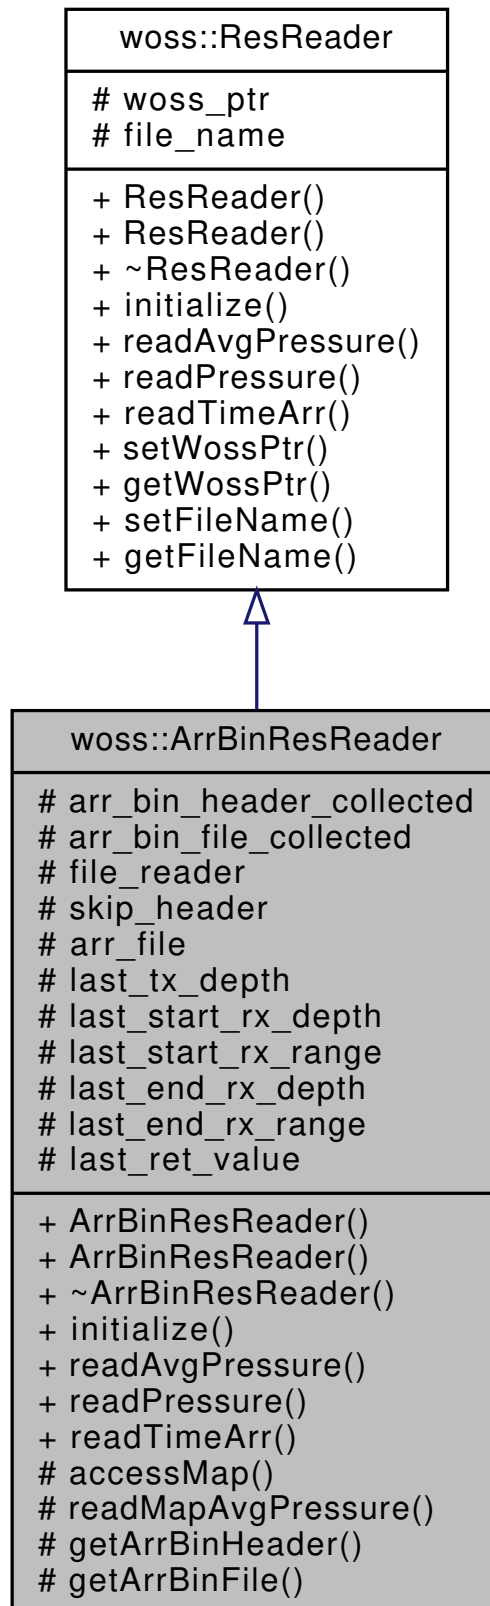 woss::ResReader
# woss_ptr
# file_name
+ ResReader()
+ ResReader()
+ ~ResReader()
+ initialize()
+ readAvgPressure()
+ readPressure()
+ readTimeArr()
+ setWossPtr()
+ getWossPtr()
+ setFileName()
+ getFileName()
woss::ArrBinResReader
# arr_bin_header_collected
# arr_bin_file_collected
# file_reader
# skip_header
# arr_file
# last_tx_depth
# last_start_rx_depth
# last_start_rx_range
# last_end_rx_depth
# last_end_rx_range
# last_ret_value
+ ArrBinResReader()
+ ArrBinResReader()
+ ~ArrBinResReader()
+ initialize()
+ readAvgPressure()
+ readPressure()
+ readTimeArr()
# accessMap()
# readMapAvgPressure()
# getArrBinHeader()
# getArrBinFile()